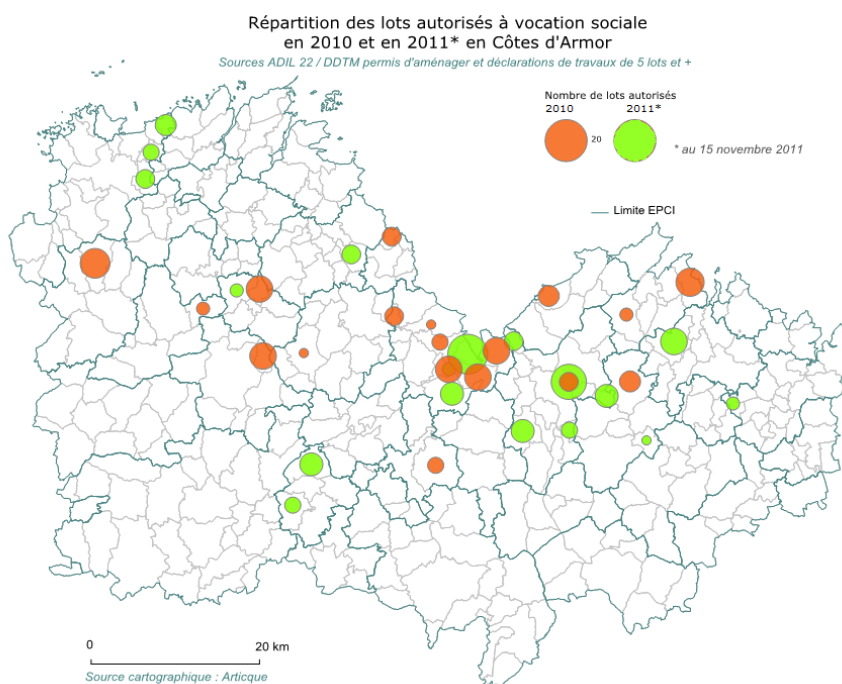 Répartition des lots autorisés à vocation sociale
en 2010 et en 2011* en Côtes d'Armor
Sources ADIL 22 / DDTM permis d'aménager et déclarations de travaux de 5 lots et +
Nombre de lots autorisés
2010 2011*
20
* au 15 novembre 2011
Limite EPCI
0 20 km
Source cartographique : Articque